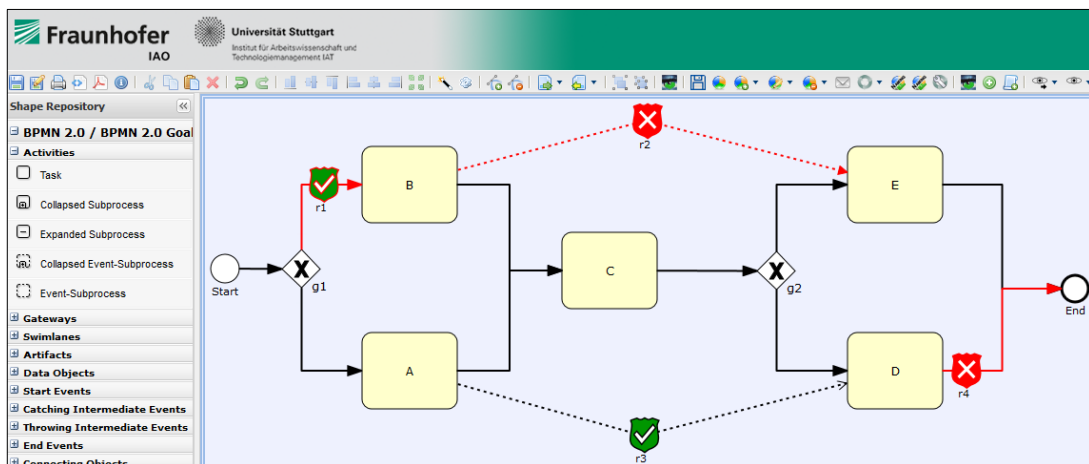 Fraunhofer
IAO
Universität Stuttgart
Institut für Arbeitswissenschaft und
Technologiemanagement IAT
Shape Repository
BPMN 2.0 / BPMN 2.0 Goal
Activities
Task
Collapsed Subprocess
Expanded Subprocess
Collapsed Event-Subprocess
Event-Subprocess
Gateways
Swimlanes
Artifacts
Data Objects
Start Events
Catching Intermediate Events
Throwing Intermediate Events
End Events
Connecting Objects
r2
B
E
r1
Start
X
g1
C
X
g2
End
A
D
r4
r3